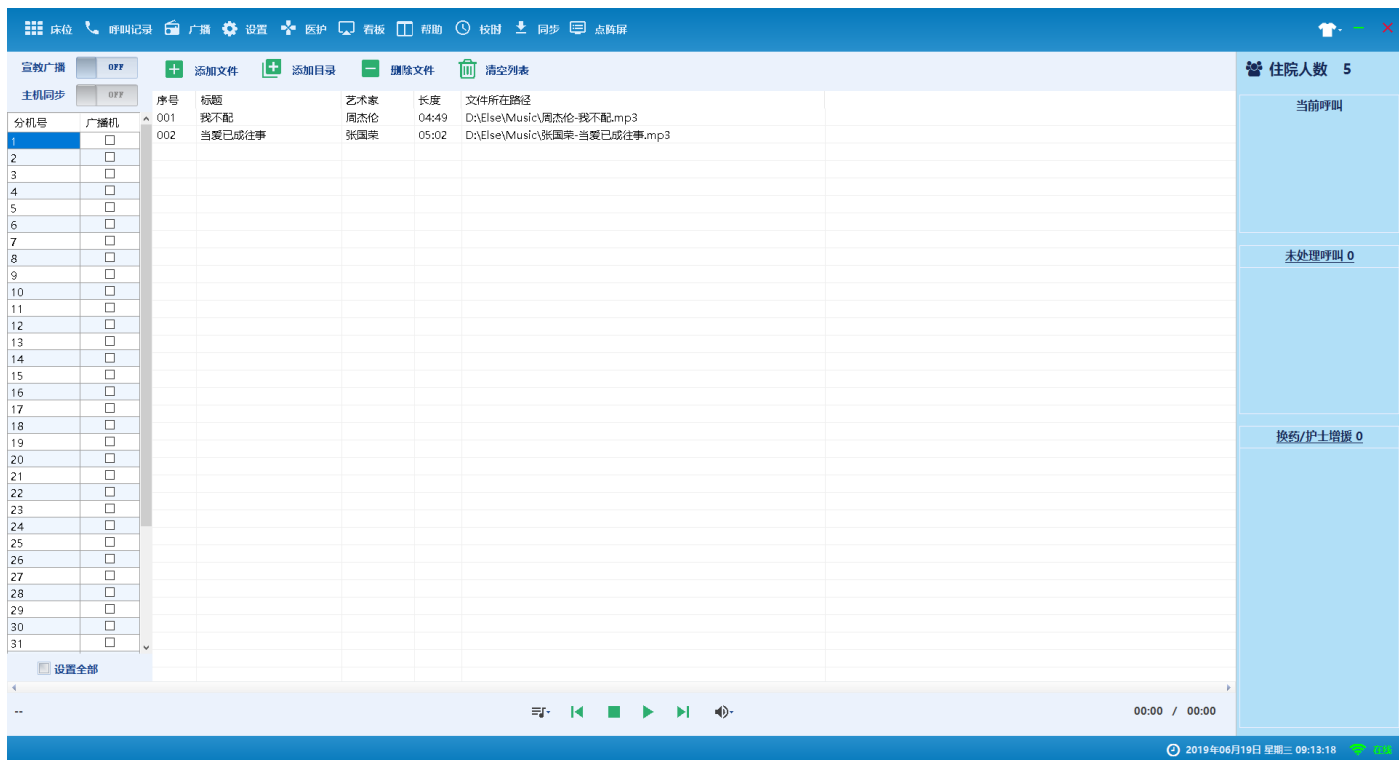 床位 呼叫记录 广播 设置 医护 看板 帮助 校时 同步 点阵屏
宣教广播 OFF 添加文件 添加目录 删除文件 清空列表
主机同步 OFF
分机号 广播机
1
2
3
4
5
6
7
8
9
10
11
12
13
14
15
16
17
18
19
20
21
22
23
24
25
26
27
28
29
30
31
设置全部
序号 标题 艺术家 长度 文件所在路径
001 我不配 周杰伦 04:49 D:\Else\Music\周杰伦-我不配.mp3
002 当爱已成往事 张国荣 05:02 D:\Else\Music\张国荣-当爱已成往事.mp3
住院人数 5
当前呼叫
未处理呼叫 0
换药/护士增援 0
-- 00:00 / 00:00
2019年06月19日 星期三 09:13:18 在线